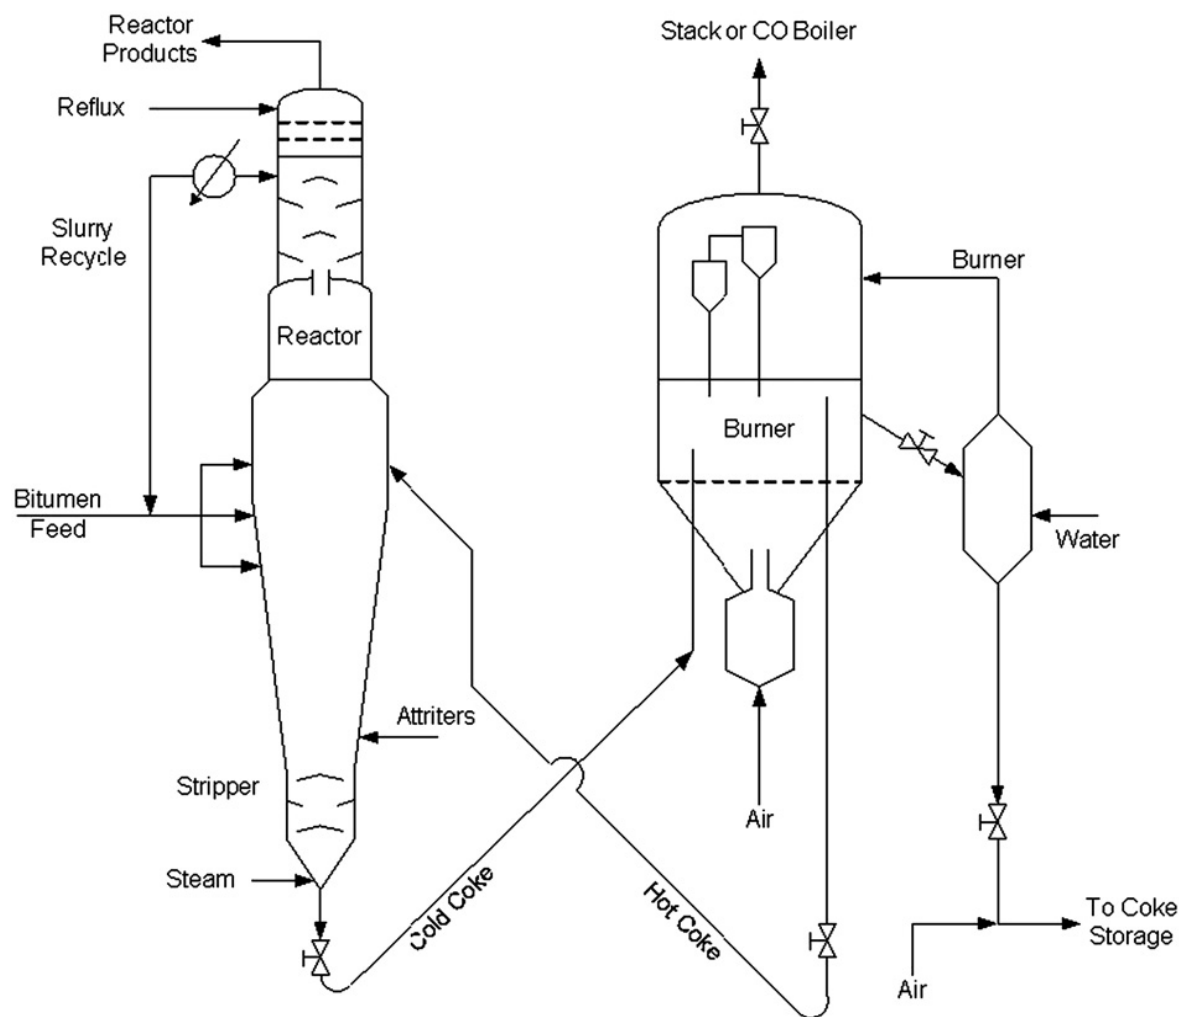 Reactor
Products
Stack or CO Boiler
Reflux
Slurry
Recycle
Burner
Reactor
Burner
Bitumen
Feed
Water
Attriters
Stripper
Air
Steam
Cold Coke
Hot Coke
To Coke
Storage
Air